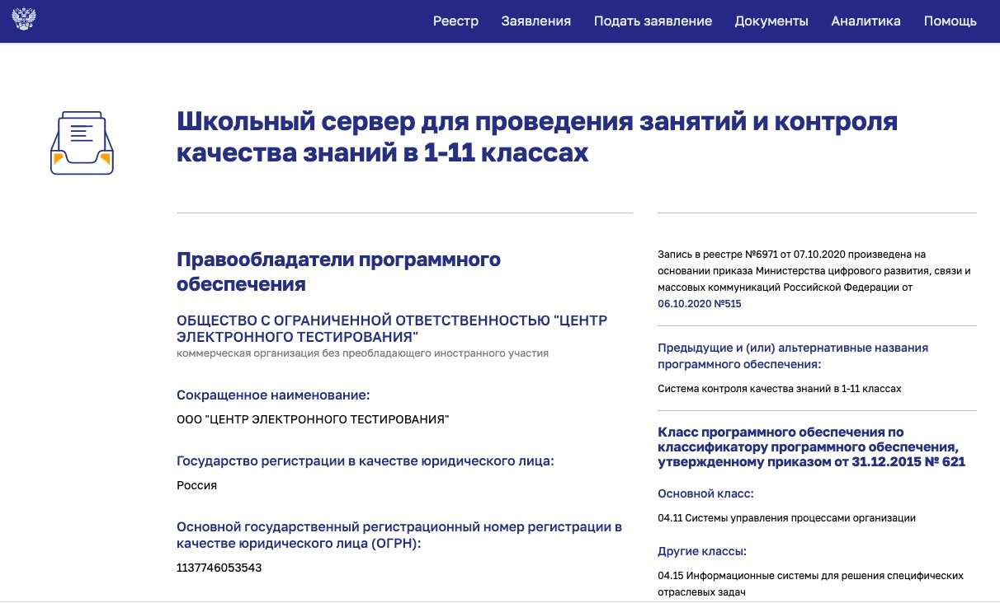 Реестр Заявления Подать заявление Документы Аналитика Помощь
Школьный сервер для проведения занятий и контроля
качества знаний в 1-11 классах
Правообладатели программного
обеспечения
ОБЩЕСТВО С ОГРАНИЧЕННОЙ ОТВЕТСТВЕННОСТЬЮ "ЦЕНТР
ЭЛЕКТРОННОГО ТЕСТИРОВАНИЯ"
коммерческая организация без преобладающего иностранного участия
Сокращенное наименование:
ООО "ЦЕНТР ЭЛЕКТРОННОГО ТЕСТИРОВАНИЯ"
Государство регистрации в качестве юридического лица:
Россия
Основной государственный регистрационный номер регистрации в
качестве юридического лица (ОГРН):
1137746053543
Запись в реестре №6971 от 07.10.2020 произведена на
основании приказа Министерства цифрового развития, связи и
массовых коммуникаций Российской Федерации от
06.10.2020 №515
Предыдущие и (или) альтернативные названия
программного обеспечения:
Система контроля качества знаний в 1-11 классах
Класс программного обеспечения по
классификатору программного обеспечения,
утвержденному приказом от 31.12.2015 № 621
Основной класс:
04.11 Системы управления процессами организации
Другие классы:
04.15 Информационные системы для решения специфических
отраслевых задач